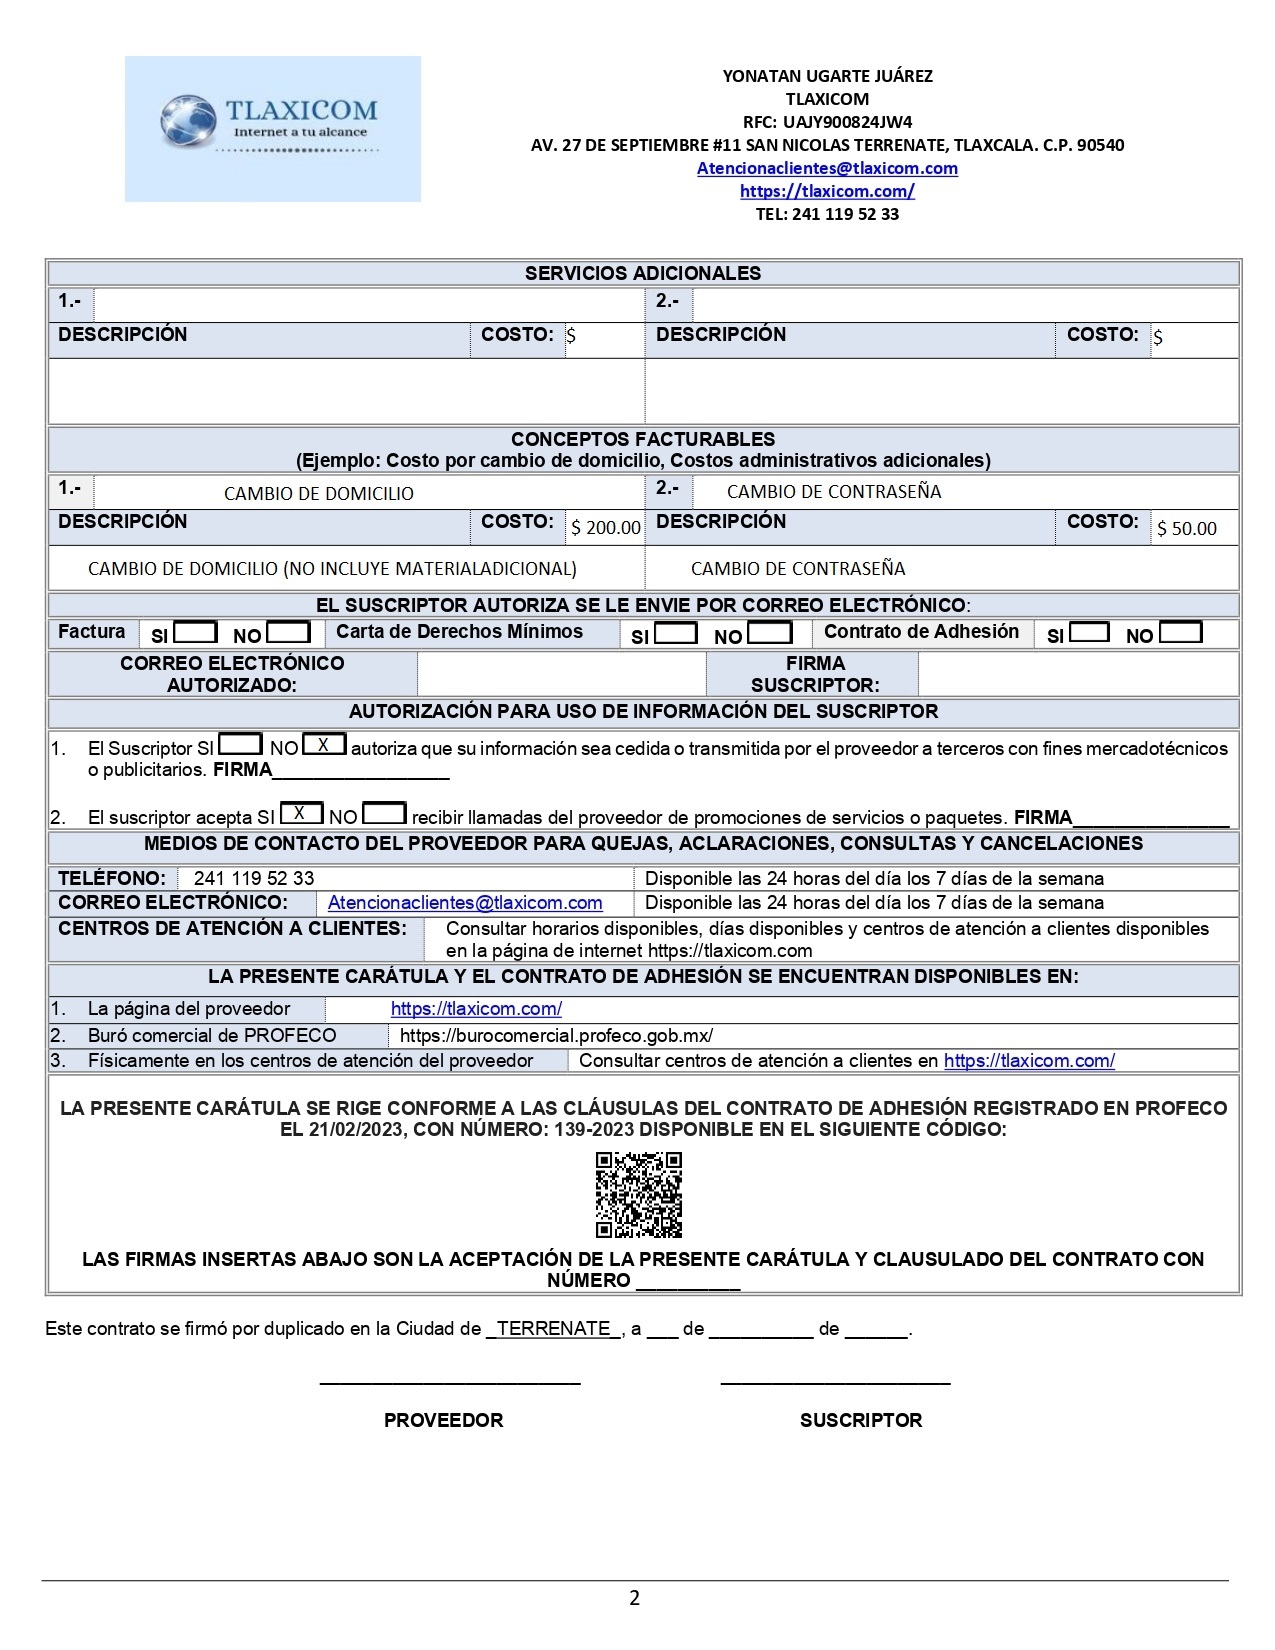 TLAXICOM
Internet a tu alcance
YONATAN UGARTE JUÁREZ
TLAXICOM
RFC: UAJY900824JW4
AV. 27 DE SEPTIEMBRE #11 SAN NICOLAS TERRENATE, TLAXCALA. C.P. 90540
Atencionaclientes@tlaxicom.com
https://tlaxicom.com/
TEL: 241 119 52 33
SERVICIOS ADICIONALES
1.- 2.-
DESCRIPCIÓN COSTO: $ DESCRIPCIÓN COSTO: $
CONCEPTOS FACTURABLES
(Ejemplo: Costo por cambio de domicilio, Costos administrativos adicionales)
1.- CAMBIO DE DOMICILIO 2.- CAMBIO DE CONTRASEÑA
DESCRIPCIÓN COSTO: $ 200.00 DESCRIPCIÓN COSTO: $ 50.00
CAMBIO DE DOMICILIO (NO INCLUYE MATERIALADICIONAL) CAMBIO DE CONTRASEÑA
EL SUSCRIPTOR AUTORIZA SE LE ENVIE POR CORREO ELECTRÓNICO:
Factura SI NO Carta de Derechos Mínimos SI NO Contrato de Adhesión SI NO
CORREO ELECTRÓNICO AUTORIZADO: FIRMA SUSCRIPTOR:
AUTORIZACIÓN PARA USO DE INFORMACIÓN DEL SUSCRIPTOR
1. El Suscriptor SI NO X autoriza que su información sea cedida o transmitida por el proveedor a terceros con fines mercadotécnicos
o publicitarios. FIRMA_________________
2. El suscriptor acepta SI X NO recibir llamadas del proveedor de promociones de servicios o paquetes. FIRMA_______________
MEDIOS DE CONTACTO DEL PROVEEDOR PARA QUEJAS, ACLARACIONES, CONSULTAS Y CANCELACIONES
TELÉFONO: 241 119 52 33 Disponible las 24 horas del día los 7 días de la semana
CORREO ELECTRÓNICO: Atencionaclientes@tlaxicom.com Disponible las 24 horas del día los 7 días de la semana
CENTROS DE ATENCIÓN A CLIENTES: Consultar horarios disponibles, días disponibles y centros de atención a clientes disponibles
en la página de internet https://tlaxicom.com
LA PRESENTE CARÁTULA Y EL CONTRATO DE ADHESIÓN SE ENCUENTRAN DISPONIBLES EN:
1. La página del proveedor https://tlaxicom.com/
2. Buró comercial de PROFECO https://burocomercial.profeco.gob.mx/
3. Físicamente en los centros de atención del proveedor Consultar centros de atención a clientes en https://tlaxicom.com/
LA PRESENTE CARÁTULA SE RIGE CONFORME A LAS CLÁUSULAS DEL CONTRATO DE ADHESIÓN REGISTRADO EN PROFECO
EL 21/02/2023, CON NÚMERO: 139-2023 DISPONIBLE EN EL SIGUIENTE CÓDIGO:
LAS FIRMAS INSERTAS ABAJO SON LA ACEPTACIÓN DE LA PRESENTE CARÁTULA Y CLAUSULADO DEL CONTRATO CON
NÚMERO __________
Este contrato se firmó por duplicado en la Ciudad de _TERRENATE_, a ___ de __________ de ______.
PROVEEDOR SUSCRIPTOR
2